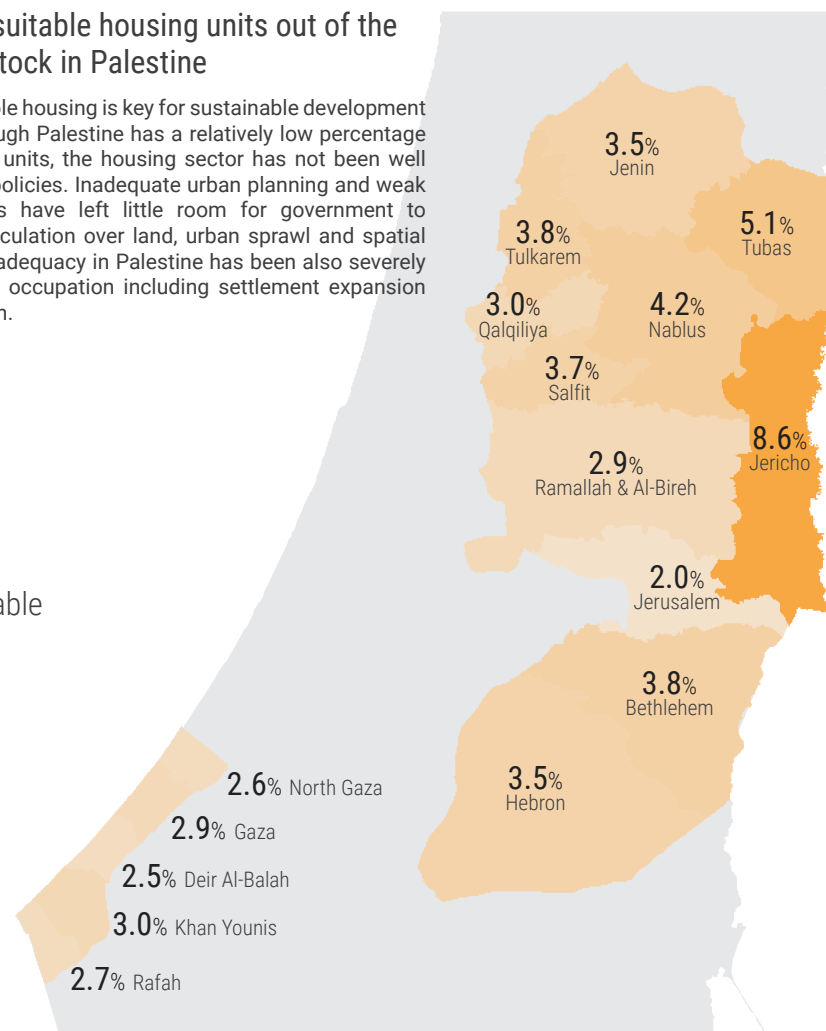 suitable housing units out of the
tock in Palestine
ble housing is key for sustainable development
ugh Palestine has a relatively low percentage
units, the housing sector has not been well
policies. Inadequate urban planning and weak
s have left little room for government to
culation over land, urban sprawl and spatial
adequacy in Palestine has been also severely
occupation including settlement expansion
n.
3.5%
Jenin
5.1%
Tubas
3.8%
Tulkarem
3.0%
Qalqiliya
4.2%
Nablus
3.7%
Salfit
8.6%
Jericho
2.9%
Ramallah & Al-Bireh
2.0%
Jerusalem
able
3.8%
Bethlehem
3.5%
Hebron
2.6% North Gaza
2.9% Gaza
2.5% Deir Al-Balah
3.0% Khan Younis
2.7% Rafah